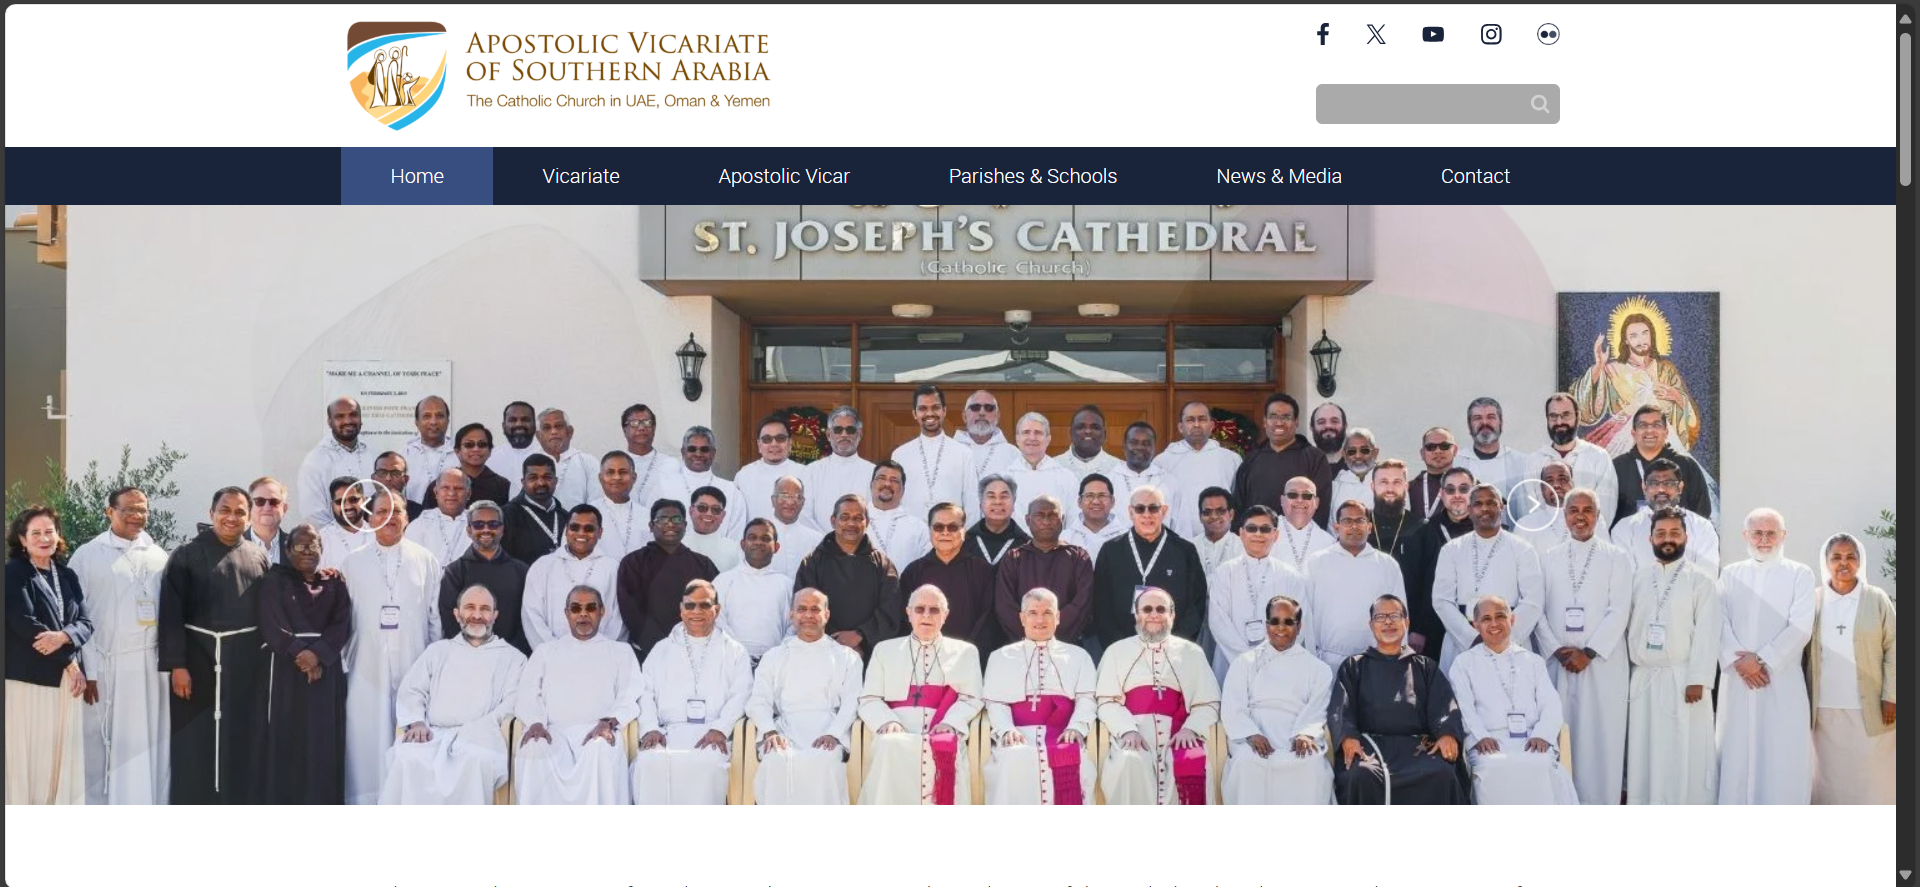 APOSTOLIC VICARIATE
OF SOUTHERN ARABIA
The Catholic Church in UAE, Oman & Yemen
Home
Vicariate
Apostolic Vicar
Parishes & Schools
News & Media
Contact
ST. JOSEPH'S CATHEDRAL
(Catholic Church)
"MAKE ME A CHANNEL OF YOUR PEACE"